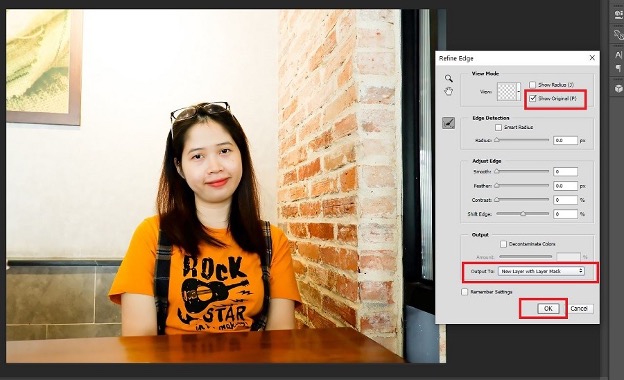 Refine Edge
View Mode
View:
Show Radius (J)
Show Original (P)
Edge Detection
Smart Radius
Radius: 0.0 px
Adjust Edge
Smooth: 0
Feather: 0.0 px
Contrast: 0 %
Shift Edge: 0 %
Output
Decontaminate Colors
Amount: %
Output To: New Layer with Layer Mask
Remember Settings
OK Cancel
ROCK
STAR